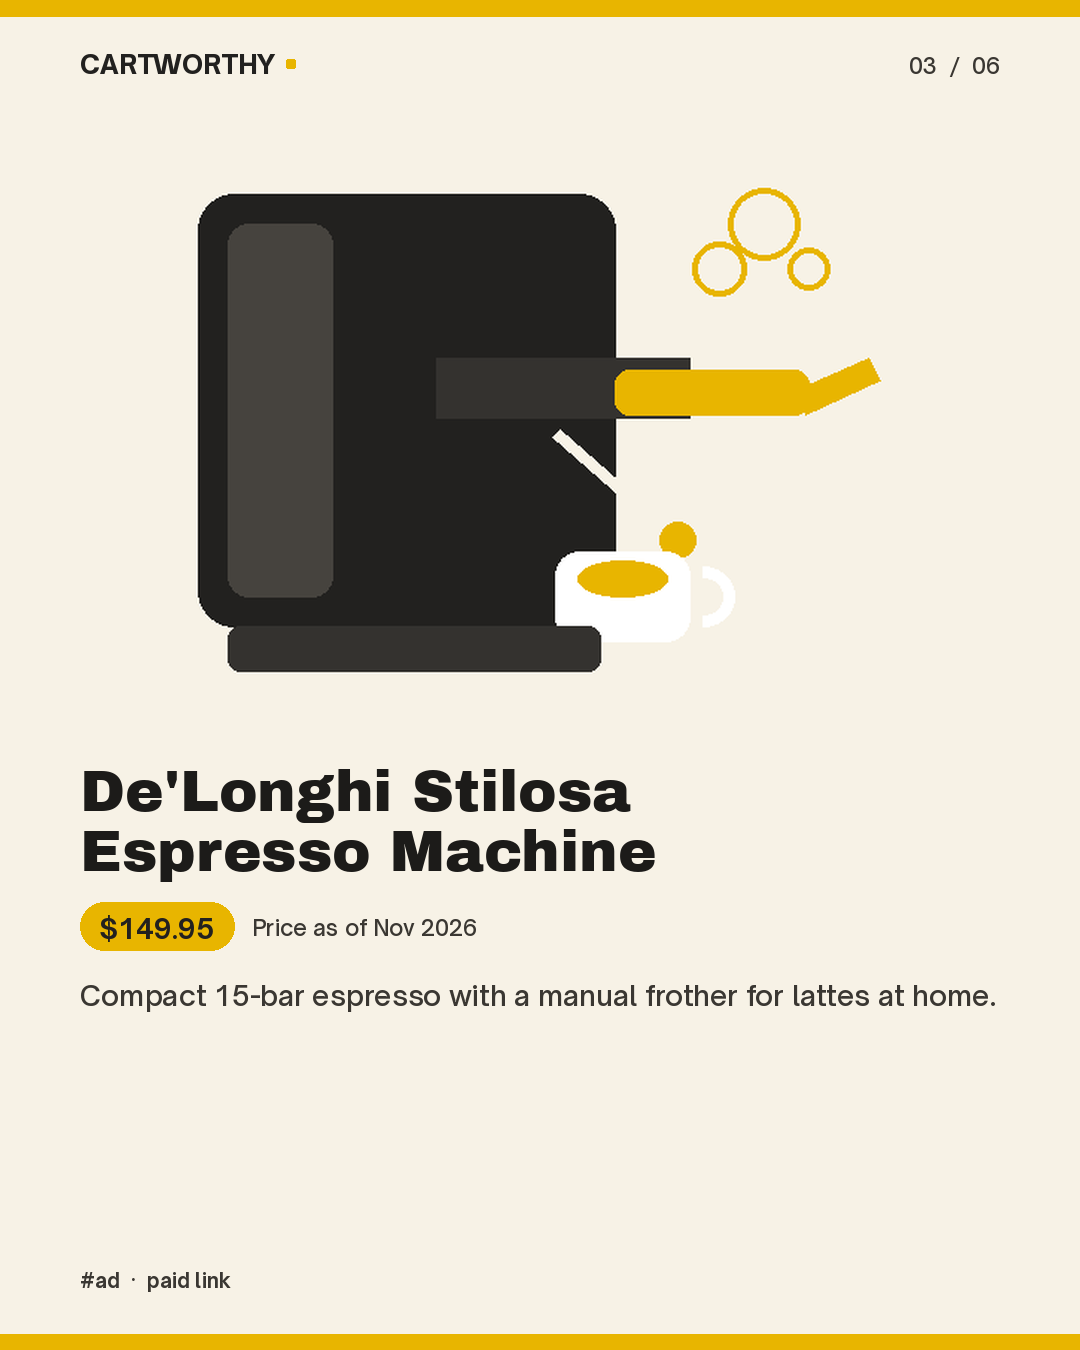 CARTWORTHY
03 / 06
De'Longhi Stilosa
Espresso Machine
$149.95 Price as of Nov 2026
Compact 15-bar espresso with a manual frother for lattes at home.
#ad · paid link